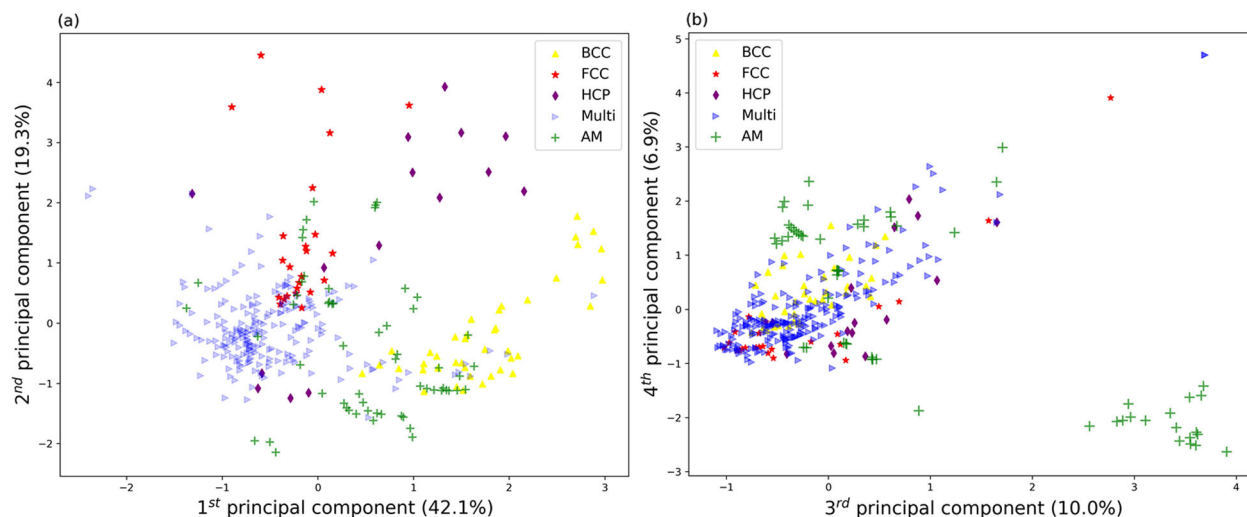 (a)
BCC
FCC
HCP
Multi
AM
4
3
2
1
0
−1
−2
−2
−1
0
1
2
3
2nd principal component (19.3%)
1st principal component (42.1%)
(b)
BCC
FCC
HCP
Multi
AM
5
4
3
2
1
0
−1
−2
−3
−1
0
1
2
3
4
4th principal component (6.9%)
3rd principal component (10.0%)